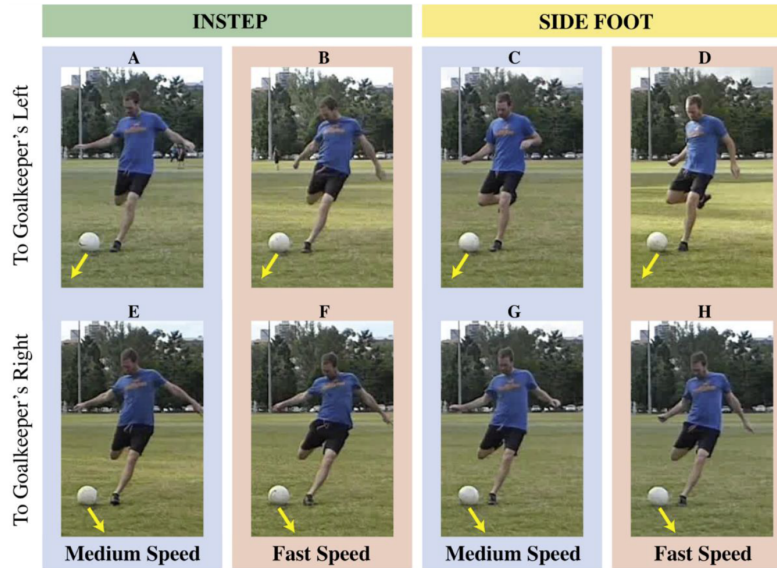 INSTEP
SIDE FOOT
A
B
C
D
To Goalkeeper's Left
E
F
G
H
To Goalkeeper's Right
Medium Speed
Fast Speed
Medium Speed
Fast Speed